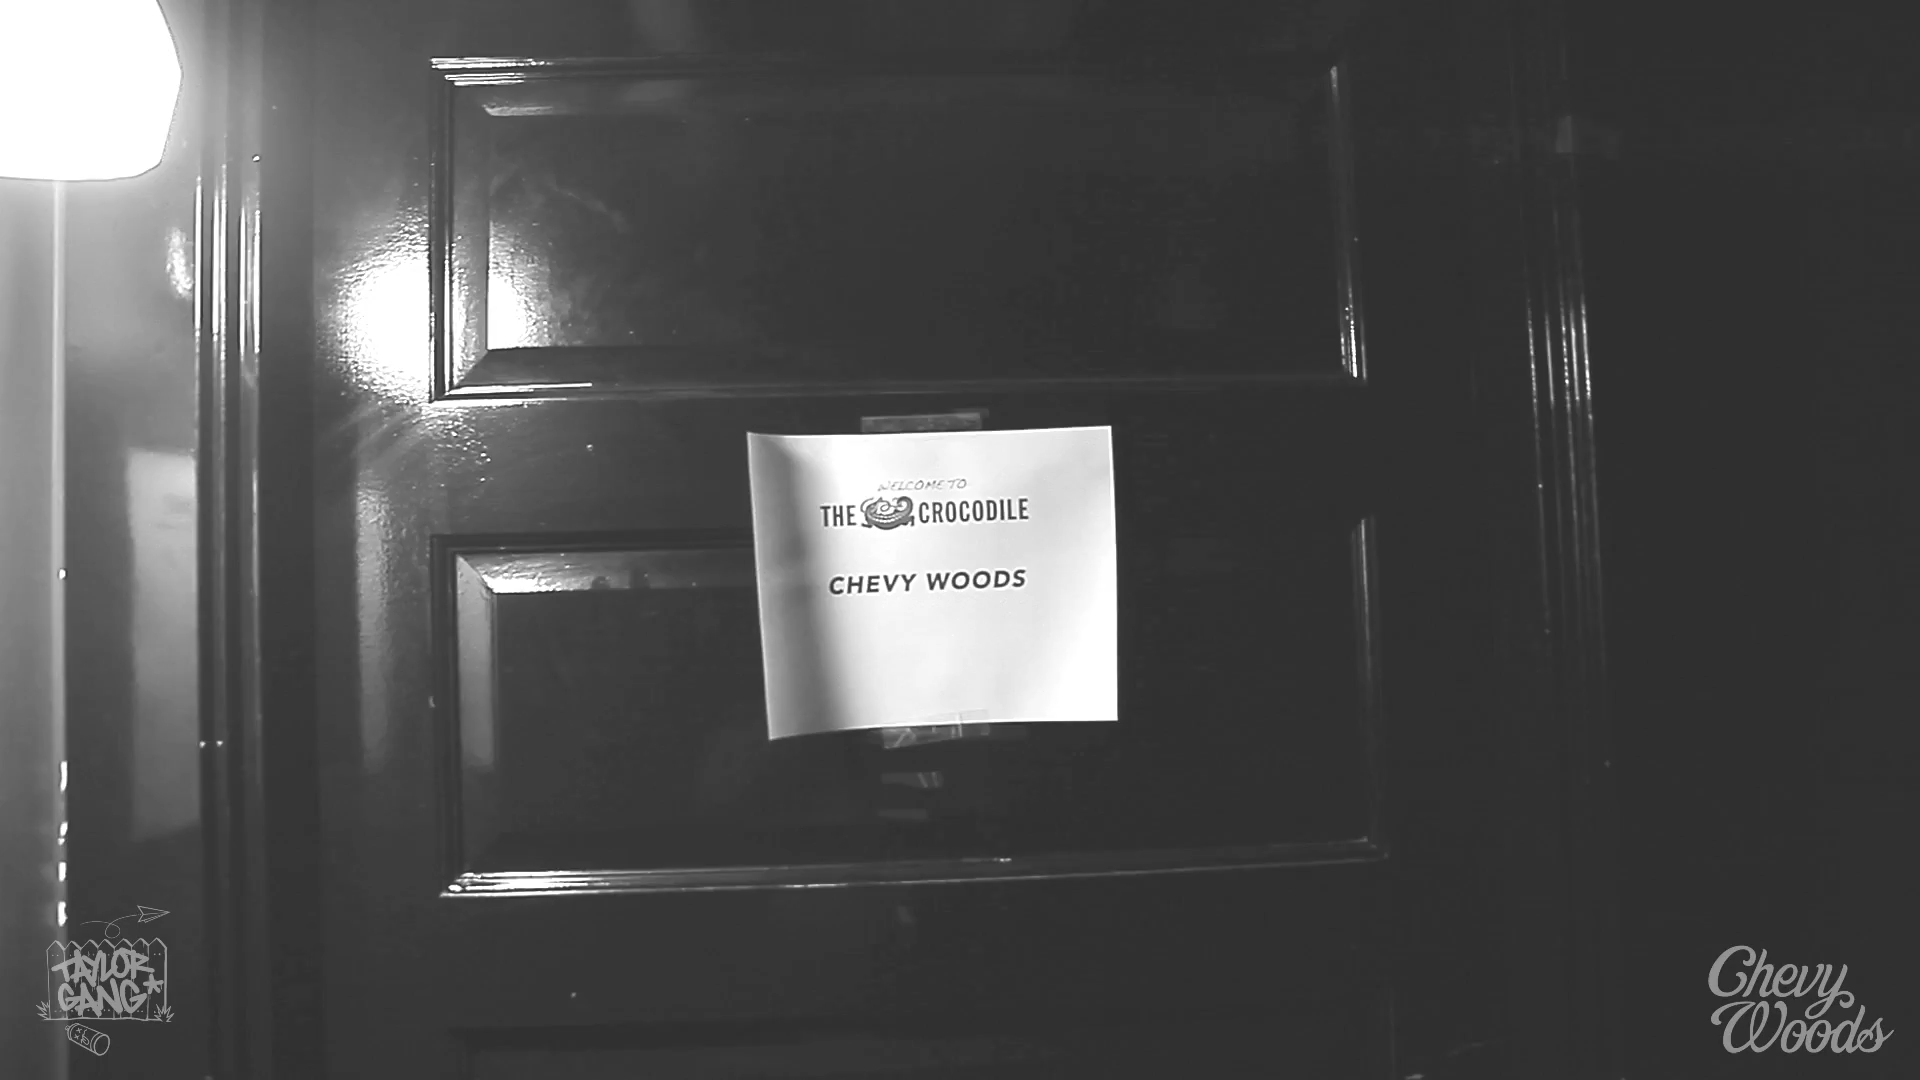 WELCOME TO
THE CROCODILE
CHEVY WOODS
TAYLOR
GANG*
Chevy
Woods